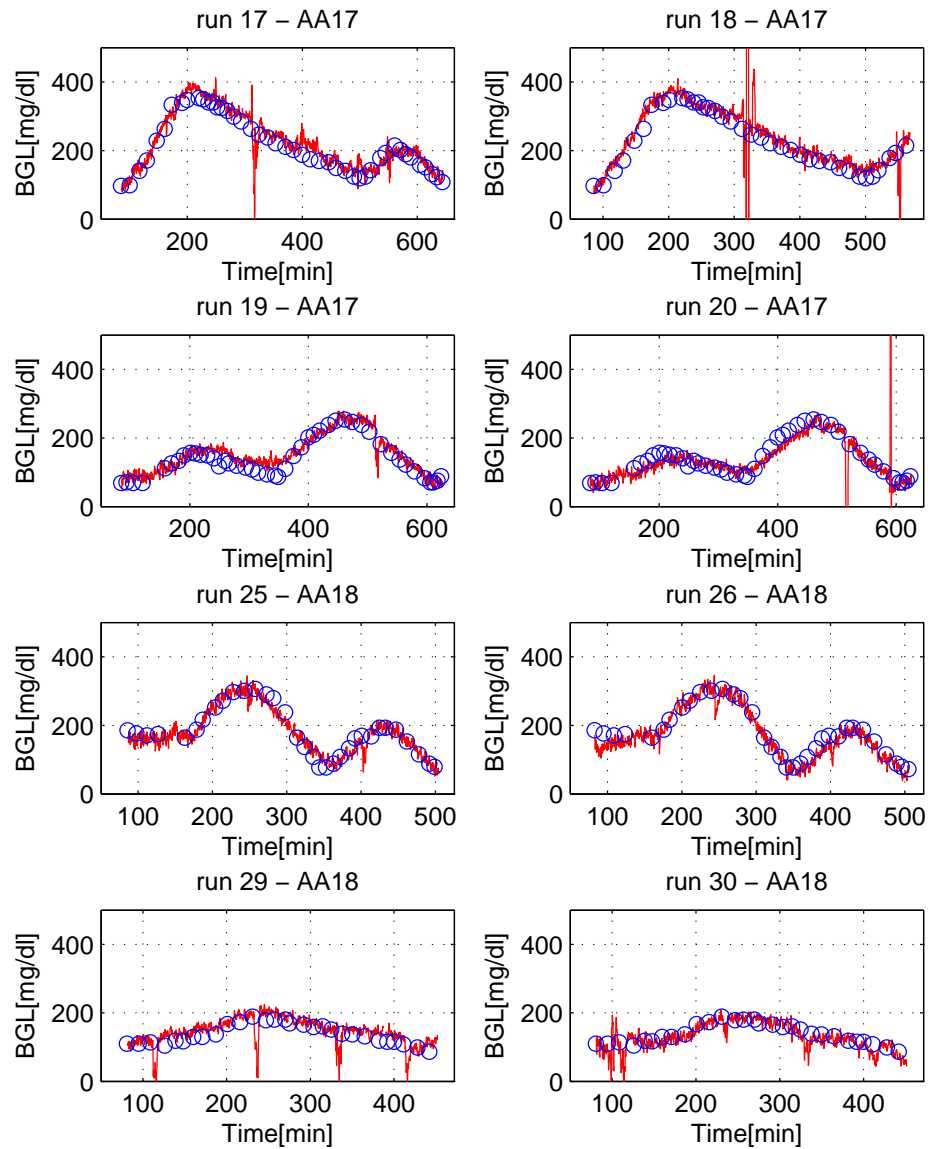 run 17 − AA17
BGL[mg/dl]
400
200
0
200
400
600
Time[min]
run 18 − AA17
BGL[mg/dl]
400
200
0
100
200
300
400
500
Time[min]
run 19 − AA17
BGL[mg/dl]
400
200
0
200
400
600
Time[min]
run 20 − AA17
BGL[mg/dl]
400
200
0
200
400
600
Time[min]
run 25 − AA18
BGL[mg/dl]
400
200
0
100
200
300
400
500
Time[min]
run 26 − AA18
BGL[mg/dl]
400
200
0
100
200
300
400
500
Time[min]
run 29 − AA18
BGL[mg/dl]
400
200
0
100
200
300
400
Time[min]
run 30 − AA18
BGL[mg/dl]
400
200
0
100
200
300
400
Time[min]